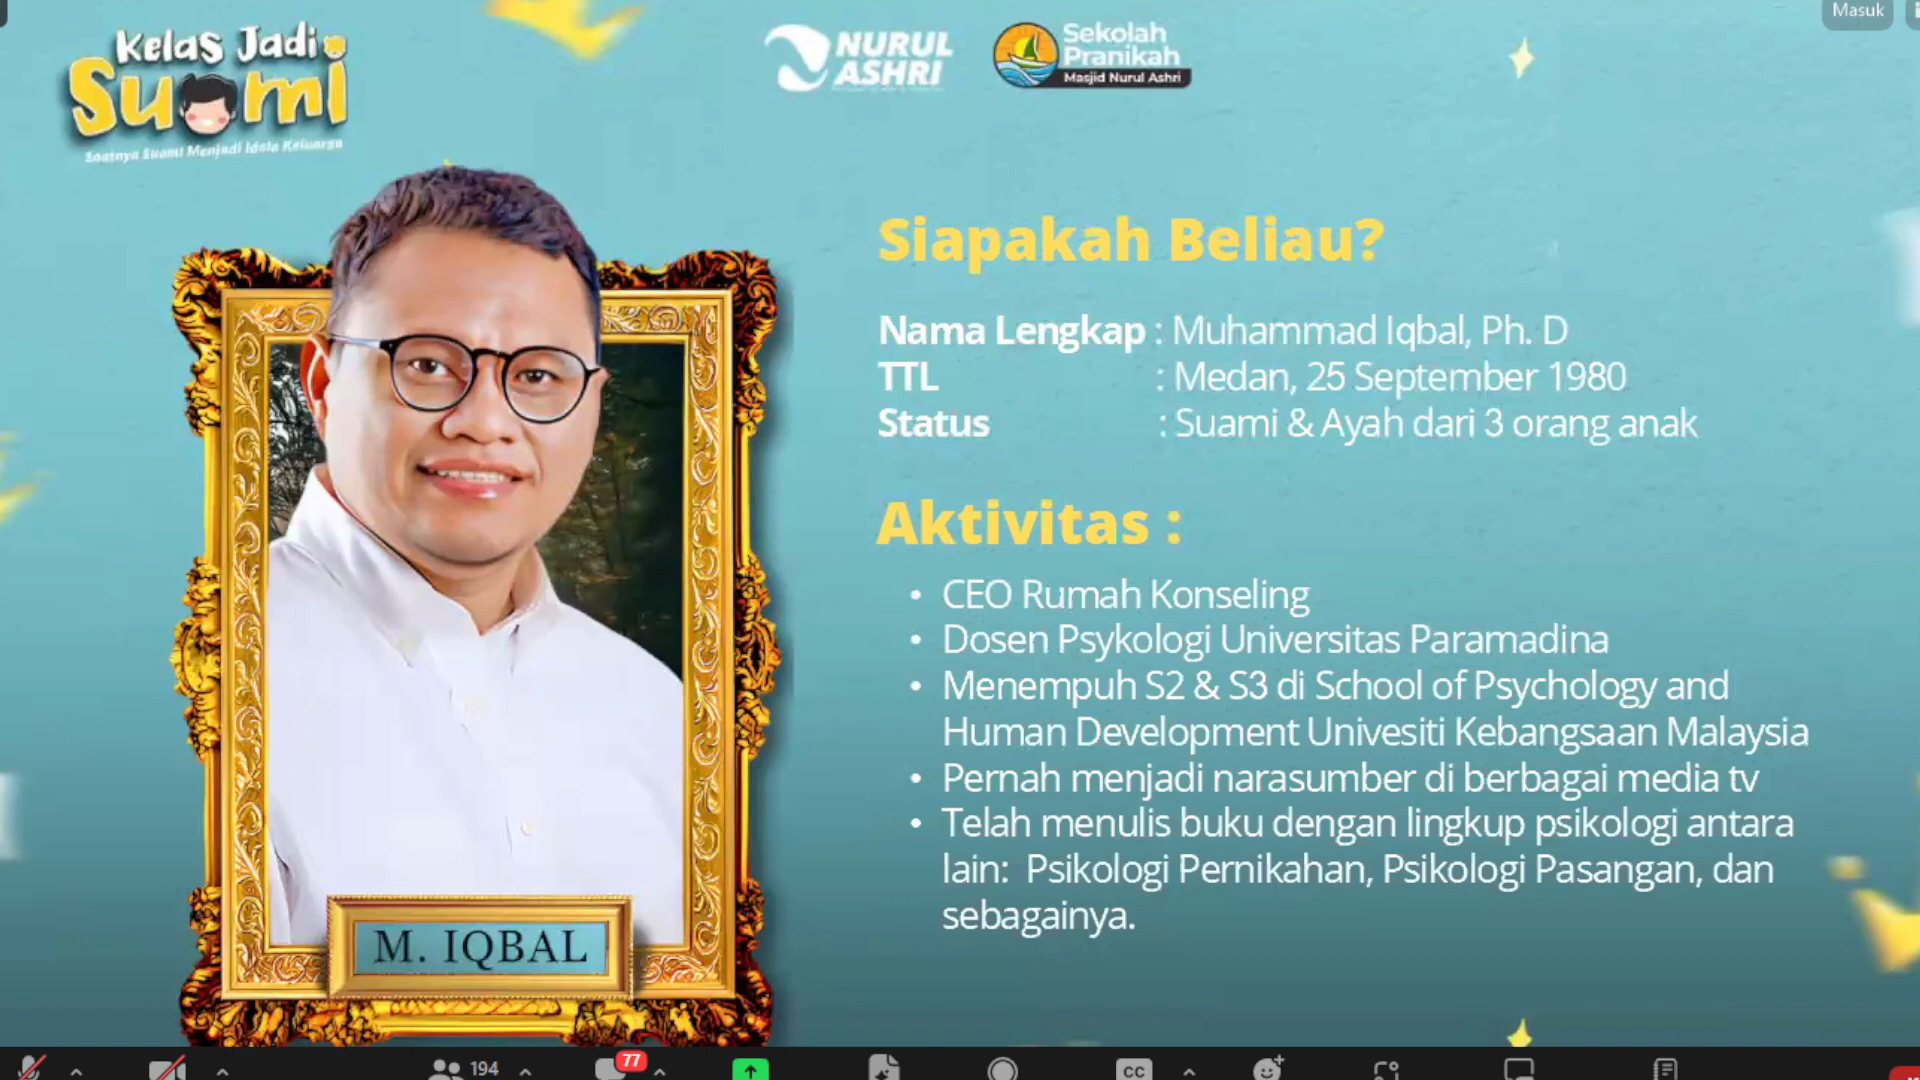 Masuk
Kelas Jadi
Suami
Saatnya Suami Menjadi Idola Keluarga
NURUL
ASHRI
Sekolah
Pranikah
Masjid Nurul Ashri
Siapakah Beliau?
Nama Lengkap : Muhammad Iqbal, Ph. D
TTL : Medan, 25 September 1980
Status : Suami & Ayah dari 3 orang anak
Aktivitas :
• CEO Rumah Konseling
• Dosen Psykologi Universitas Paramadina
• Menempuh S2 & S3 di School of Psychology and
Human Development Univesiti Kebangsaan Malaysia
• Pernah menjadi narasumber di berbagai media tv
• Telah menulis buku dengan lingkup psikologi antara
lain: Psikologi Pernikahan, Psikologi Pasangan, dan
sebagainya.
M. IQBAL
194
77
CC